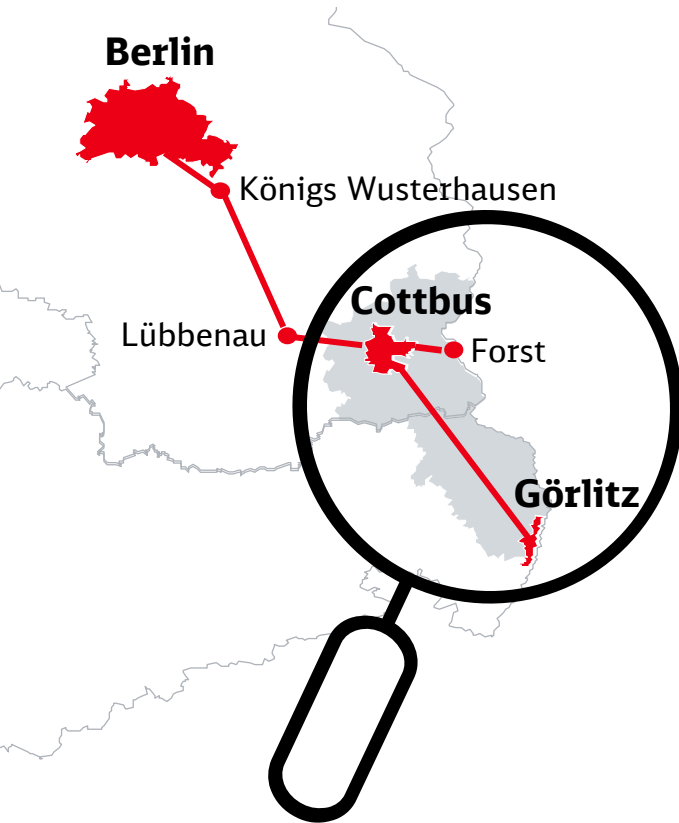 Berlin
Königs Wusterhausen
Cottbus
Lübbenau
Forst
Görlitz